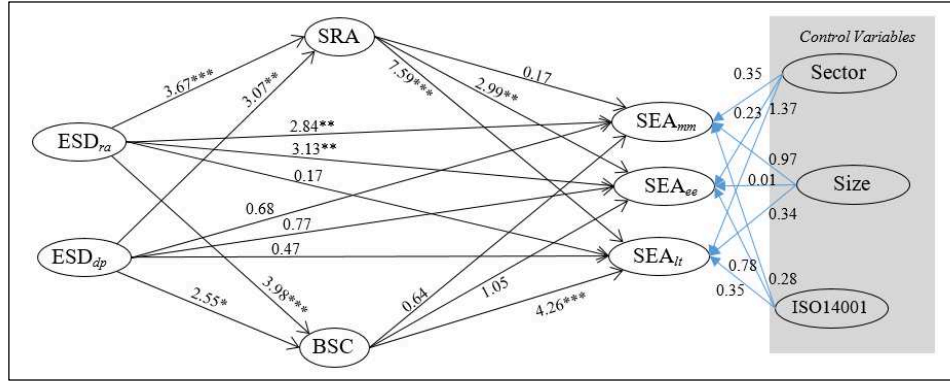 Control Variables
SRA
Sector
3.67***
3.07**
7.59***
0.17
2.99**
0.35
0.23
1.37
ESDra
2.84**
3.13**
0.17
SEAmm
0.97
SEAee
0.01
Size
0.34
0.68
0.77
0.47
ESDdp
SEAlt
0.78
0.28
0.35
2.55*
3.98***
0.64
1.05
4.26***
ISO14001
BSC